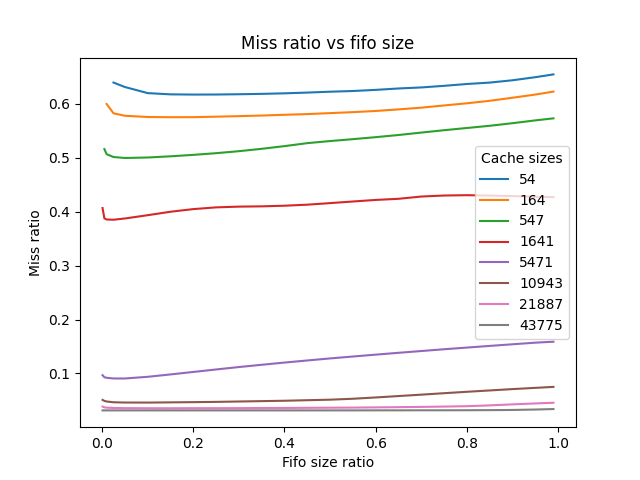 Miss ratio vs fifo size
Miss ratio
0.6
0.5
0.4
0.3
0.2
0.1
Cache sizes
54
164
547
1641
5471
10943
21887
43775
0.0 0.2 0.4 0.6 0.8 1.0
Fifo size ratio